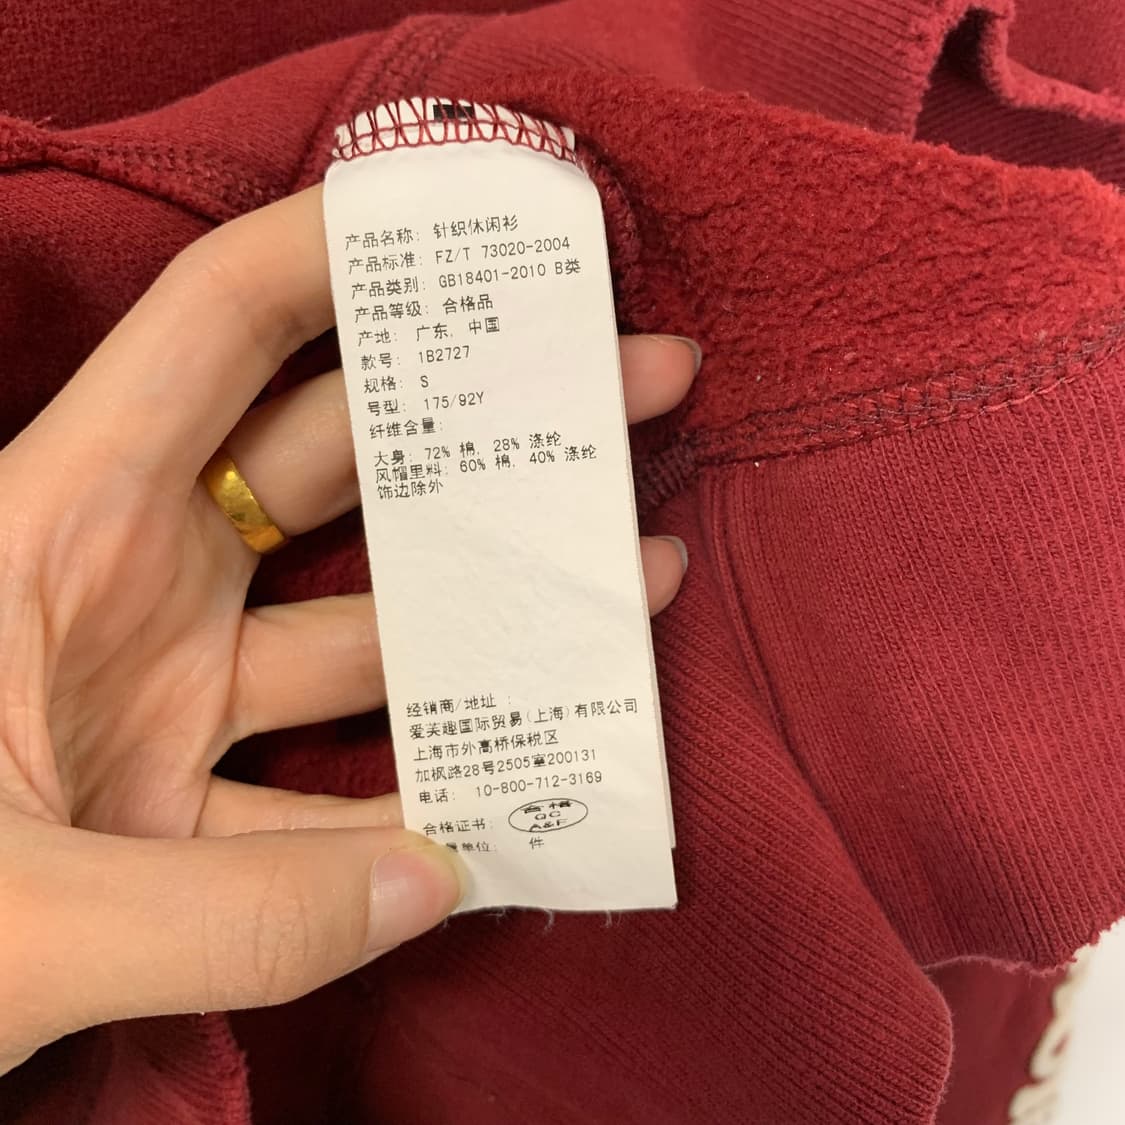 产品名称: 针织休闲衫
产品标准: FZ/T 73020-2004
产品类别: GB18401-2010 B类
产品等级: 合格品
产地: 广东, 中国
款号: 1B2727
规格: S
号型: 175/92Y
纤维含量:
大身: 72% 棉, 28% 涤纶
风帽里料: 60% 棉, 40% 涤纶
饰边除外
经销商/地址 :
爱芙趣国际贸易(上海)有限公司
上海市外高桥保税区
加枫路28号2505室200131
电话: 10-800-712-3169
合格证书: 合格
QC
A&F
量单位: 件